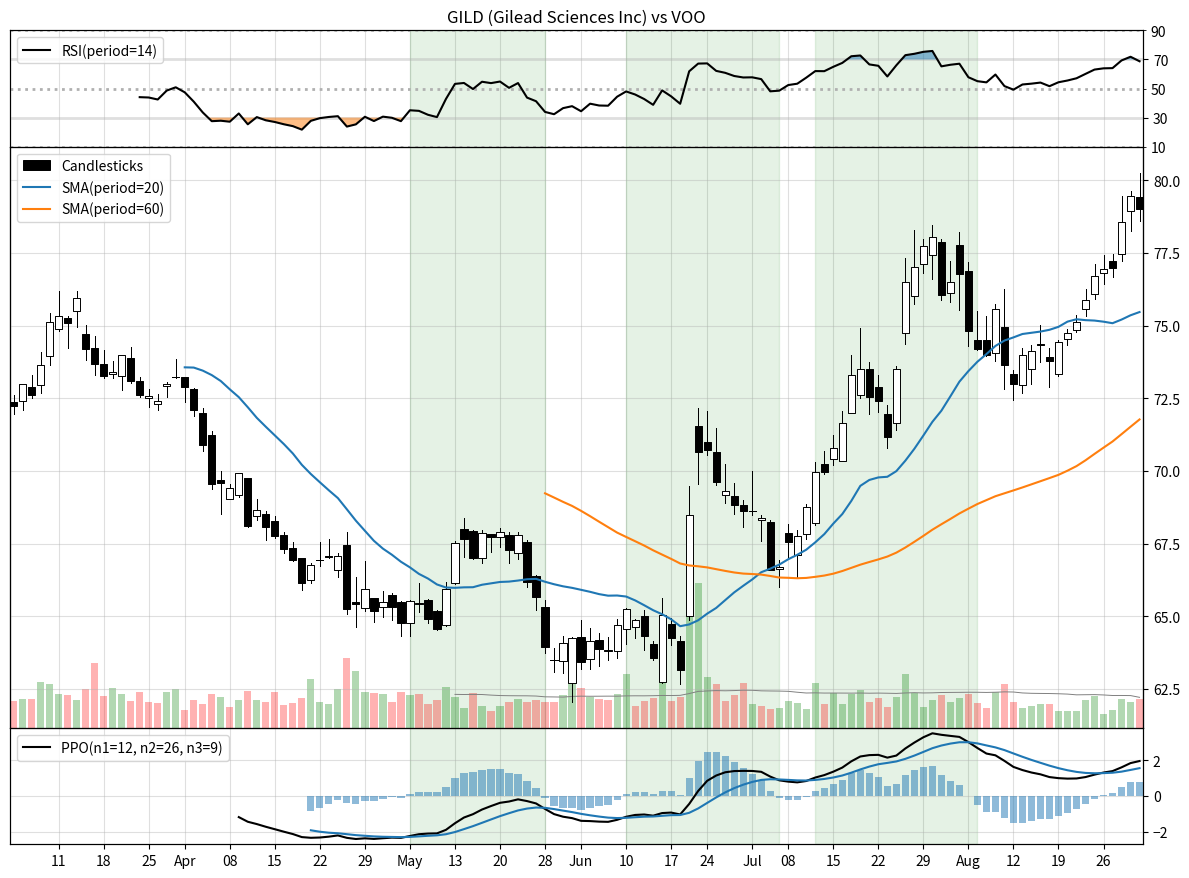 GILD (Gilead Sciences Inc) vs VOO
RSI(period=14)
90
70
50
30
10
Candlesticks
SMA(period=20)
SMA(period=60)
80.0
77.5
75.0
72.5
70.0
67.5
65.0
62.5
PPO(n1=12, n2=26, n3=9)
2
0
−2
11 18 25 Apr 08 15 22 29 May 13 20 28 Jun 10 17 24 Jul 08 15 22 29 Aug 12 19 26